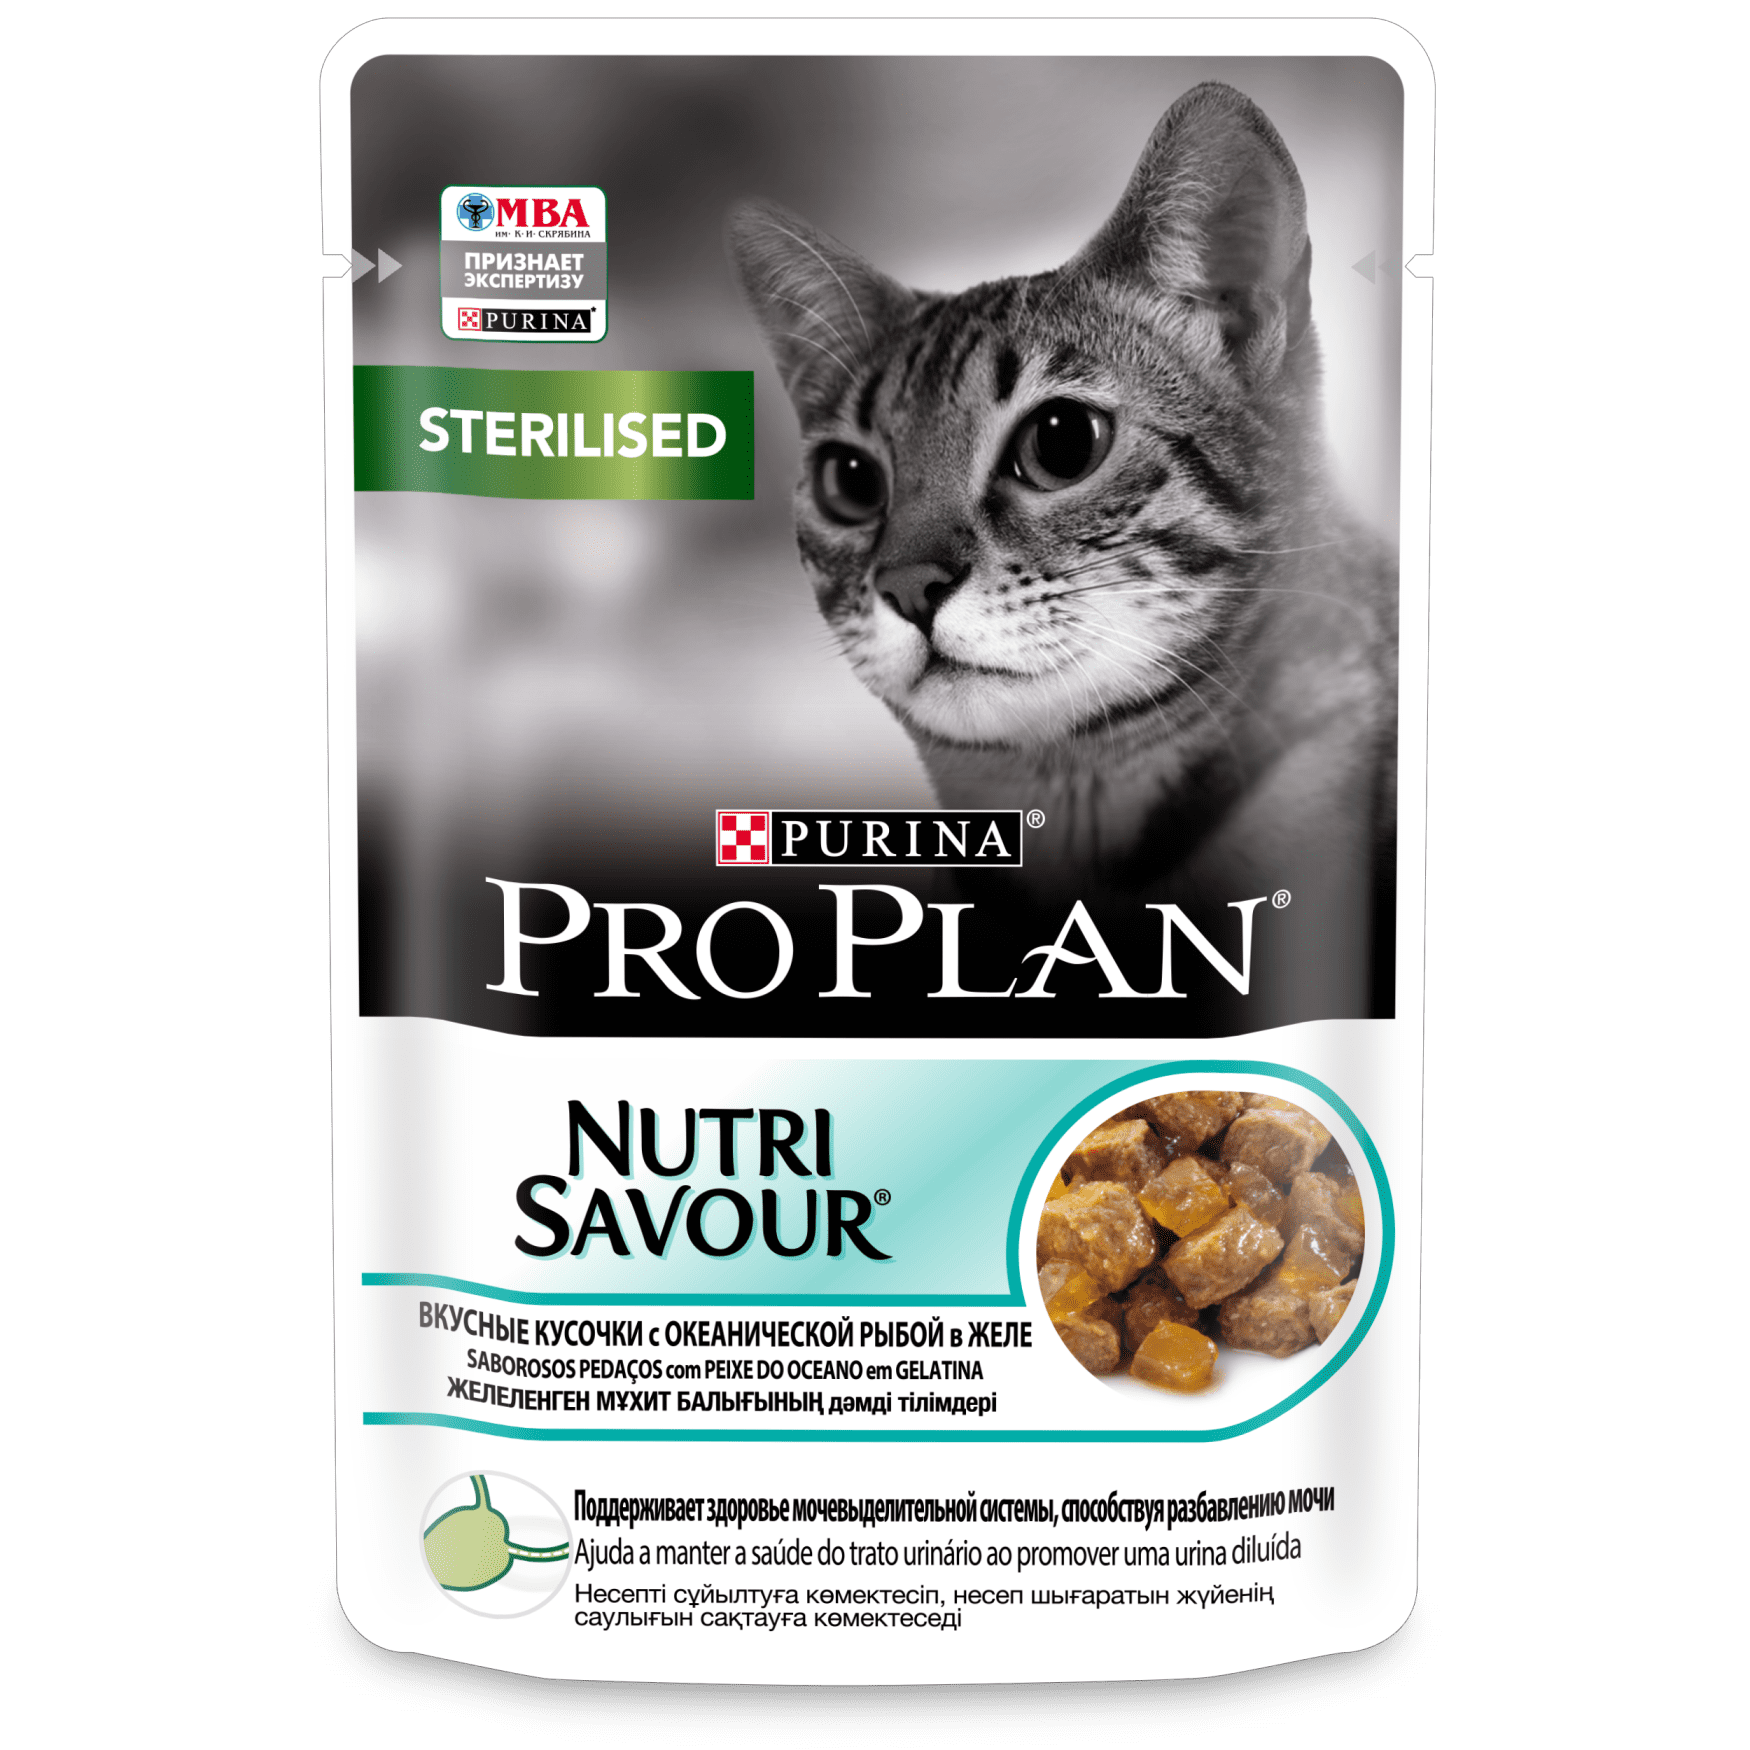 МВА
ИМ· К·И·СКРЯБИНА
ПРИЗНАЕТ
ЭКСПЕРТИЗУ
PURINA*
STERILISED
PURINA®
PRO PLAN®
NUTRI
SAVOUR®
ВКУСНЫЕ КУСОЧКИ с ОКЕАНИЧЕСКОЙ РЫБОЙ в ЖЕЛЕ
SABOROSOS PEDAÇOS com PEIXE DO OCEANO em GELATINA
ЖЕЛЕЛЕНГЕН МҰХИТ БАЛЫҒЫНЫҢ дәмді тілімдері
Поддерживает здоровье мочевыделительной системы, способствуя разбавлению мочи
Ajuda a manter a saúde do trato urinário ao promover uma urina diluída
Несепті сұйылтуға көмектесіп, несеп шығаратын жүйенің
саулығын сақтауға көмектеседі